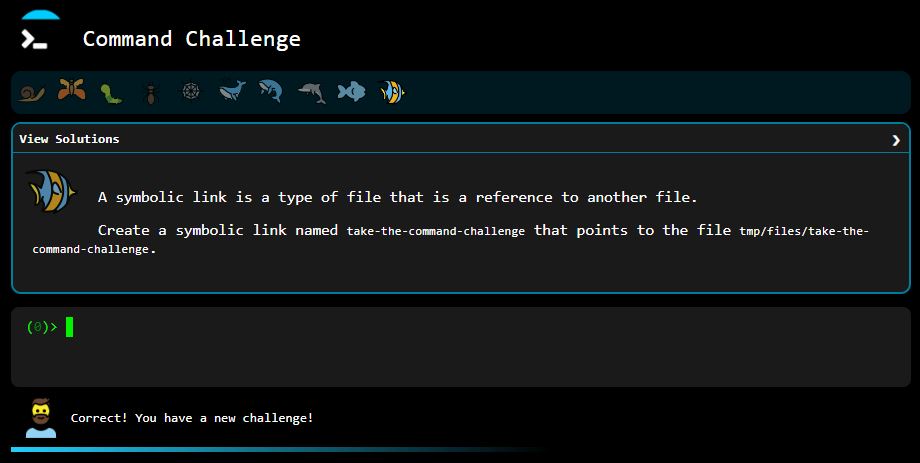 Command Challenge
View Solutions
A symbolic link is a type of file that is a reference to another file.
Create a symbolic link named take-the-command-challenge that points to the file tmp/files/take-the-
command-challenge.
(0)>
Correct! You have a new challenge!